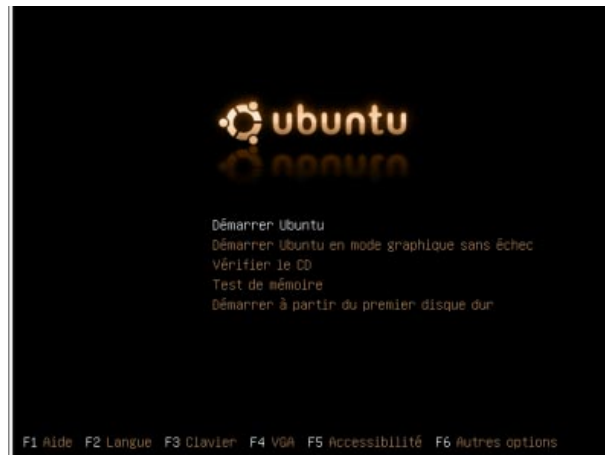 ubuntu
Démarrer Ubuntu
Démarrer Ubuntu en mode graphique sans échec
Vérifier le CD
Test de mémoire
Démarrer à partir du premier disque dur
F1 Aide F2 Langue F3 Clavier F4 VGA F5 Accessibilité F6 Autres options